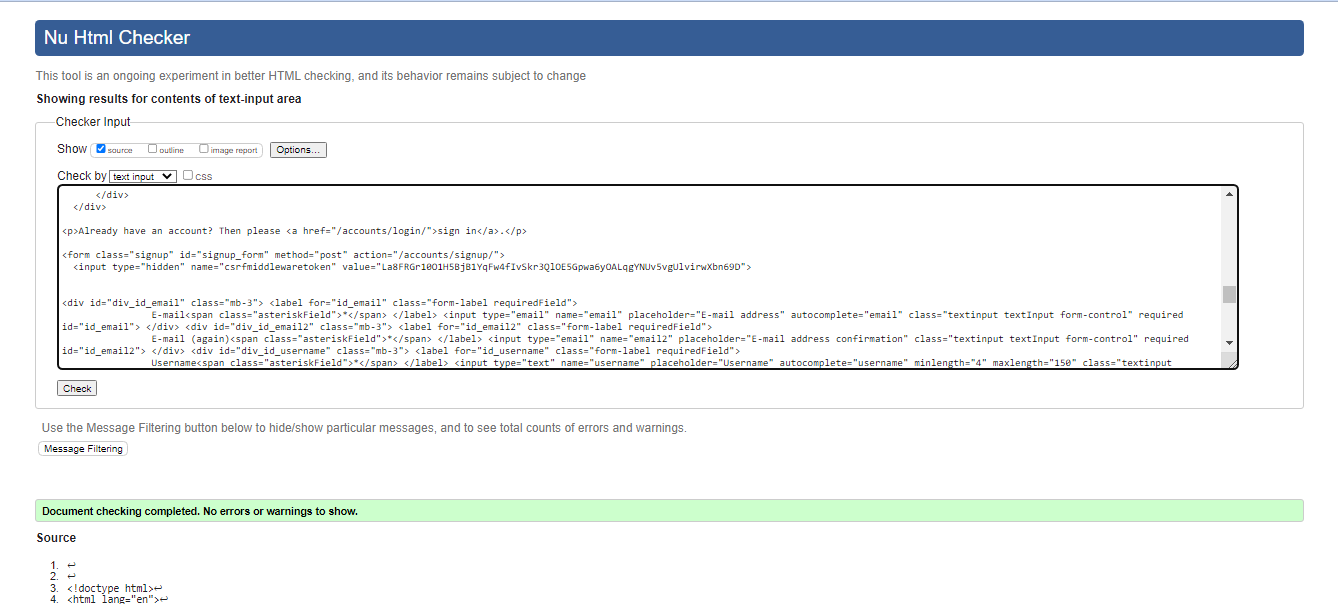 Nu Html Checker
This tool is an ongoing experiment in better HTML checking, and its behavior remains subject to change
Showing results for contents of text-input area
Checker Input
Show source outline image report Options...
Check by text input css
</div>
</div>
<p>Already have an account? Then please <a href="/accounts/login/">sign in</a>.</p>
<form class="signup" id="signup_form" method="post" action="/accounts/signup/">
<input type="hidden" name="csrfmiddlewaretoken" value="La8FRGr10O1H5BjB1YqFw4fIvSkr3QlOE5Gpwa6yOALqgYNUv5vgUlvirwXbn69D">
<div id="div_id_email" class="mb-3"> <label for="id_email" class="form-label requiredField">
E-mail<span class="asteriskField">*</span> </label> <input type="email" name="email" placeholder="E-mail address" autocomplete="email" class="textinput textInput form-control" required
id="id_email"> </div> <div id="div_id_email2" class="mb-3"> <label for="id_email2" class="form-label requiredField">
E-mail (again)<span class="asteriskField">*</span> </label> <input type="email" name="email2" placeholder="E-mail address confirmation" class="textinput textInput form-control" required
id="id_email2"> </div> <div id="div_id_username" class="mb-3"> <label for="id_username" class="form-label requiredField">
Username<span class="asteriskField">*</span> </label> <input type="text" name="username" placeholder="Username" autocomplete="username" minlength="4" maxlength="150" class="textinput
Check
Use the Message Filtering button below to hide/show particular messages, and to see total counts of errors and warnings.
Message Filtering
Document checking completed. No errors or warnings to show.
Source
1. ↩
2. ↩
3. <!doctype html>↩
4. <html lang="en">↩